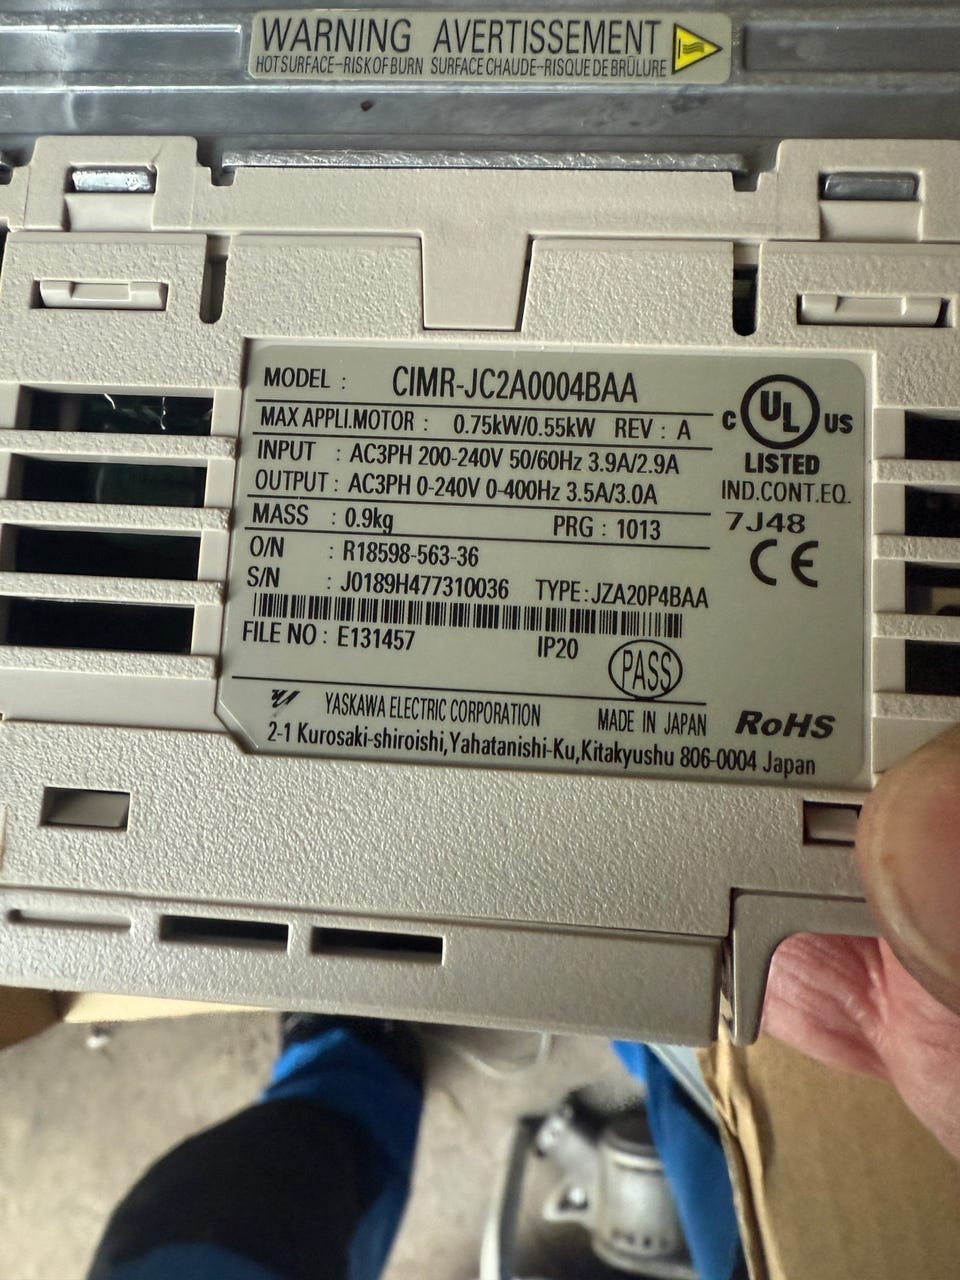 WARNING AVERTISSEMENT
HOT SURFACE-RISK OF BURN SURFACE CHAUDE-RISQUE DE BRÛLURE
MODEL : CIMR-JC2A0004BAA
MAX APPLI.MOTOR : 0.75kW/0.55kW REV : A
INPUT : AC3PH 200-240V 50/60Hz 3.9A/2.9A
OUTPUT : AC3PH 0-240V 0-400Hz 3.5A/3.0A
MASS : 0.9kg PRG : 1013
O/N : R18598-563-36
S/N : J0189H477310036 TYPE : JZA20P4BAA
FILE NO : E131457 IP20
PASS
C UL US
LISTED
IND.CONT.EQ.
7J48
CE
YASKAWA ELECTRIC CORPORATION MADE IN JAPAN RoHS
2-1 Kurosaki-shiroishi,Yahatanishi-Ku,Kitakyushu 806-0004 Japan